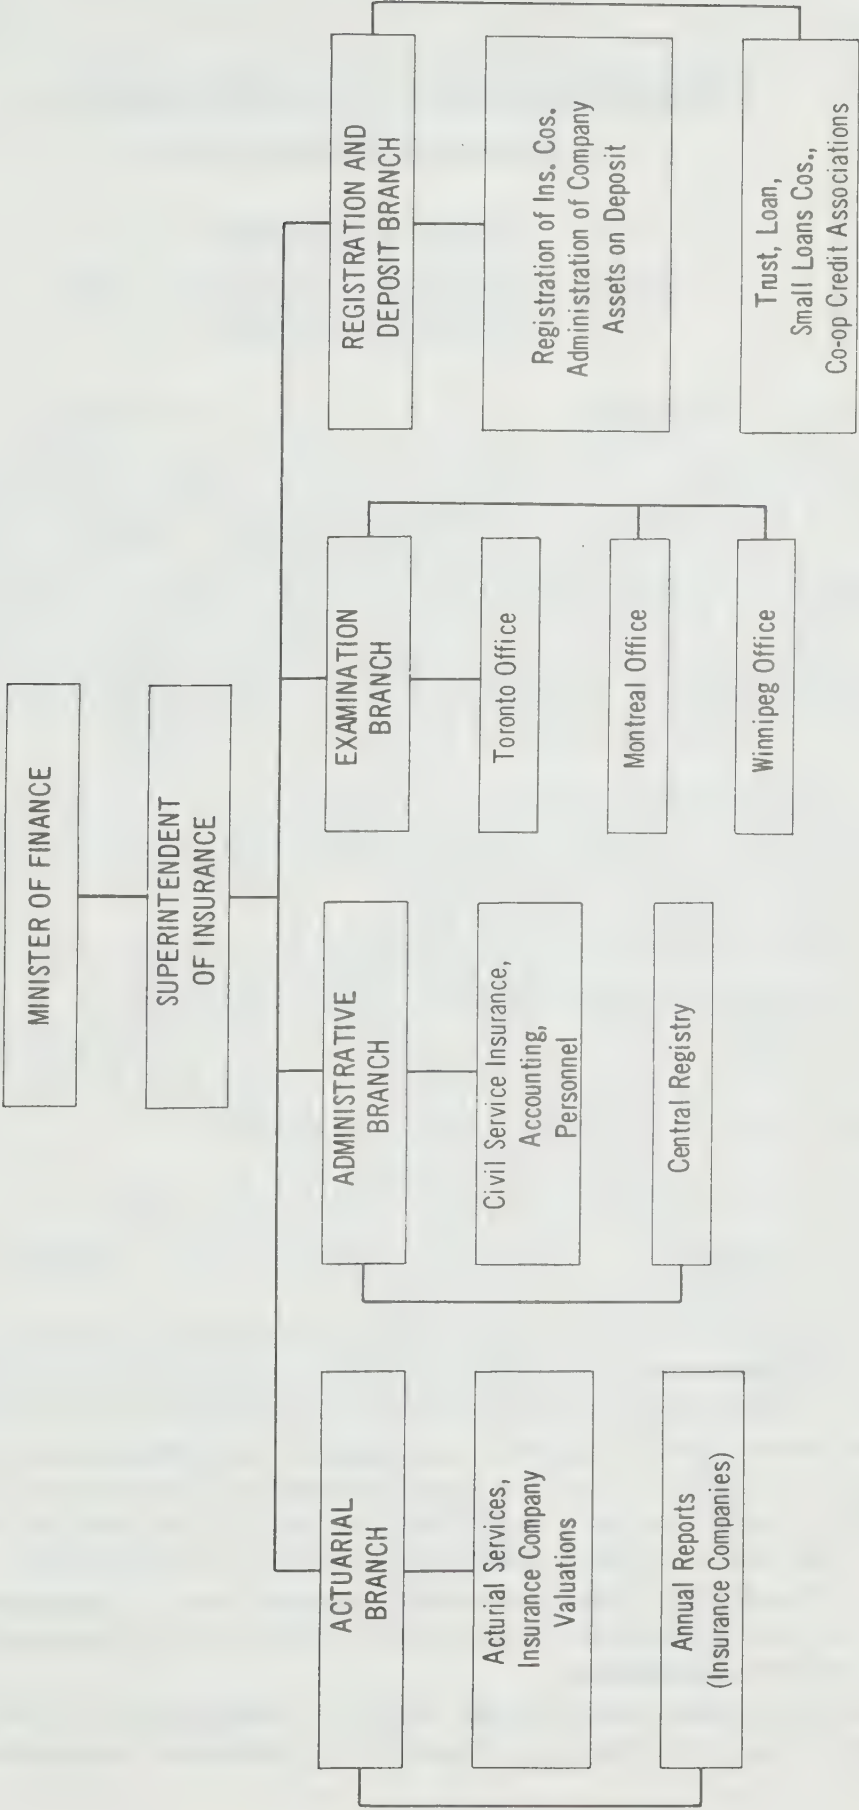 MINISTER OF FINANCE
SUPERINTENDENT
OF INSURANCE
ACTUARIAL
BRANCH
Acturial Services,
Insurance Company
Valuations
Annual Reports
(Insurance Companies)
ADMINISTRATIVE
BRANCH
Civil Service Insurance,
Accounting,
Personnel
Central Registry
EXAMINATION
BRANCH
Toronto Office
Montreal Office
Winnipeg Office
REGISTRATION AND
DEPOSIT BRANCH
Registration of Ins. Cos.
Administration of Company
Assets on Deposit
Trust, Loan,
Small Loans Cos.,
Co-op Credit Associations